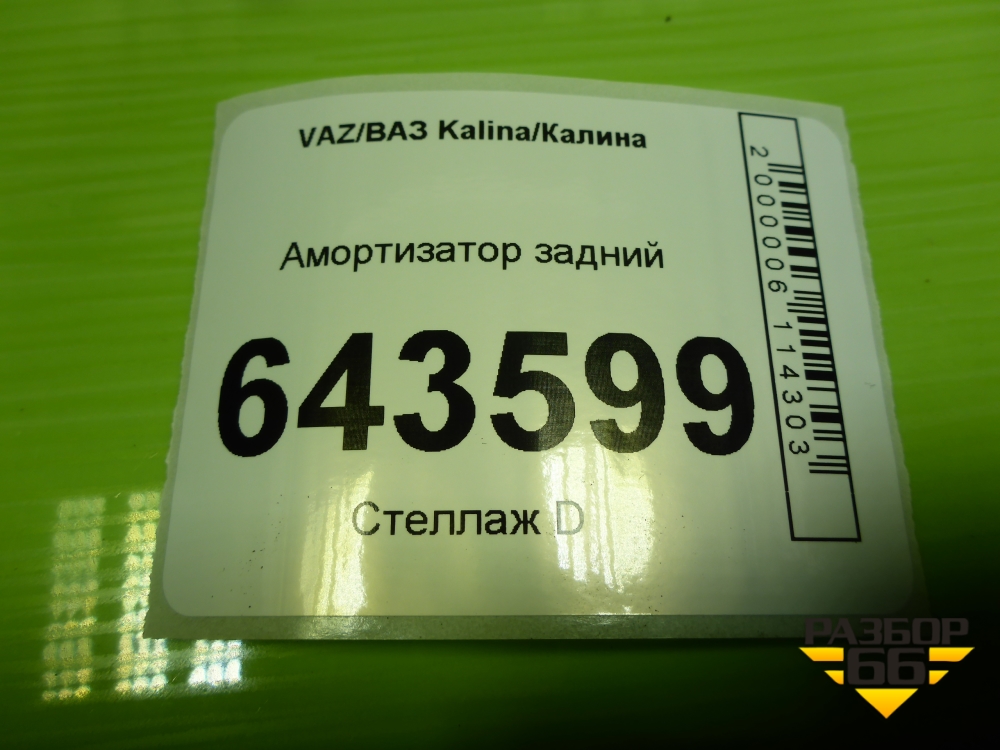 VAZ/ВАЗ Kalina/Калина
Амортизатор задний
643599
Стеллаж D
2000006114303
РАЗБОР
66